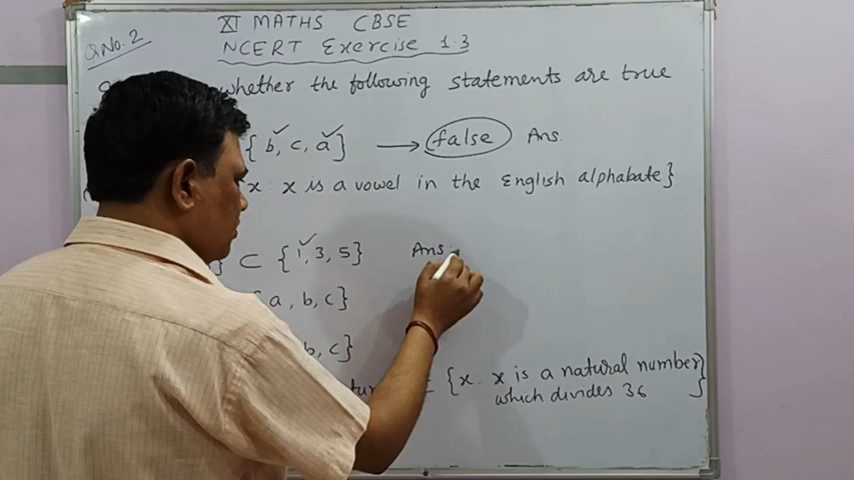 XI MATHS CBSE
Q.No.2
NCERT Exercise 1.3
whether the following statements are true
{ b, c, a } → false Ans.
x : x is a vowel in the English alphabate}
} ⊂ { 1, 3, 5 } Ans
a, b, c}
b, c}
{x : x is a natural number
which divides 36 }